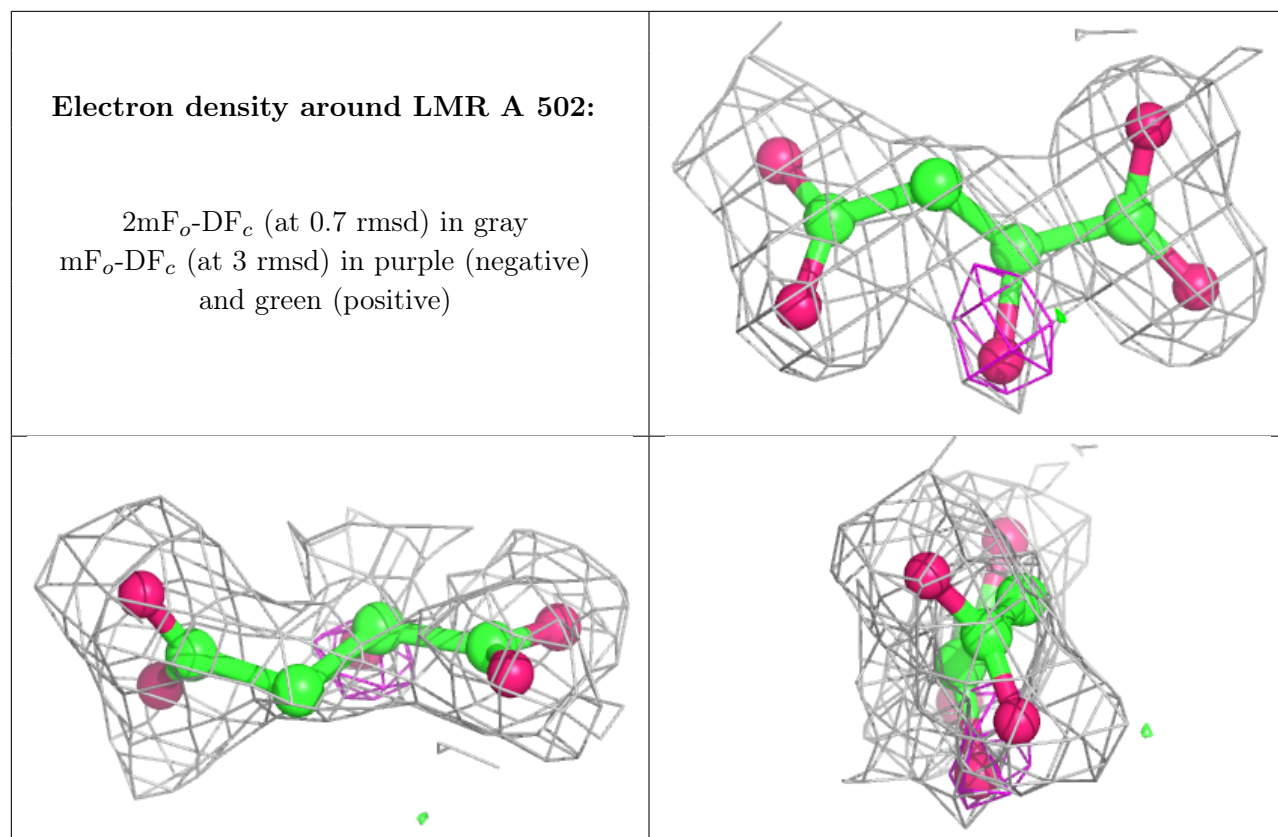 Electron density around LMR A 502:
2mFo-DFc (at 0.7 rmsd) in gray
mFo-DFc (at 3 rmsd) in purple (negative)
and green (positive)